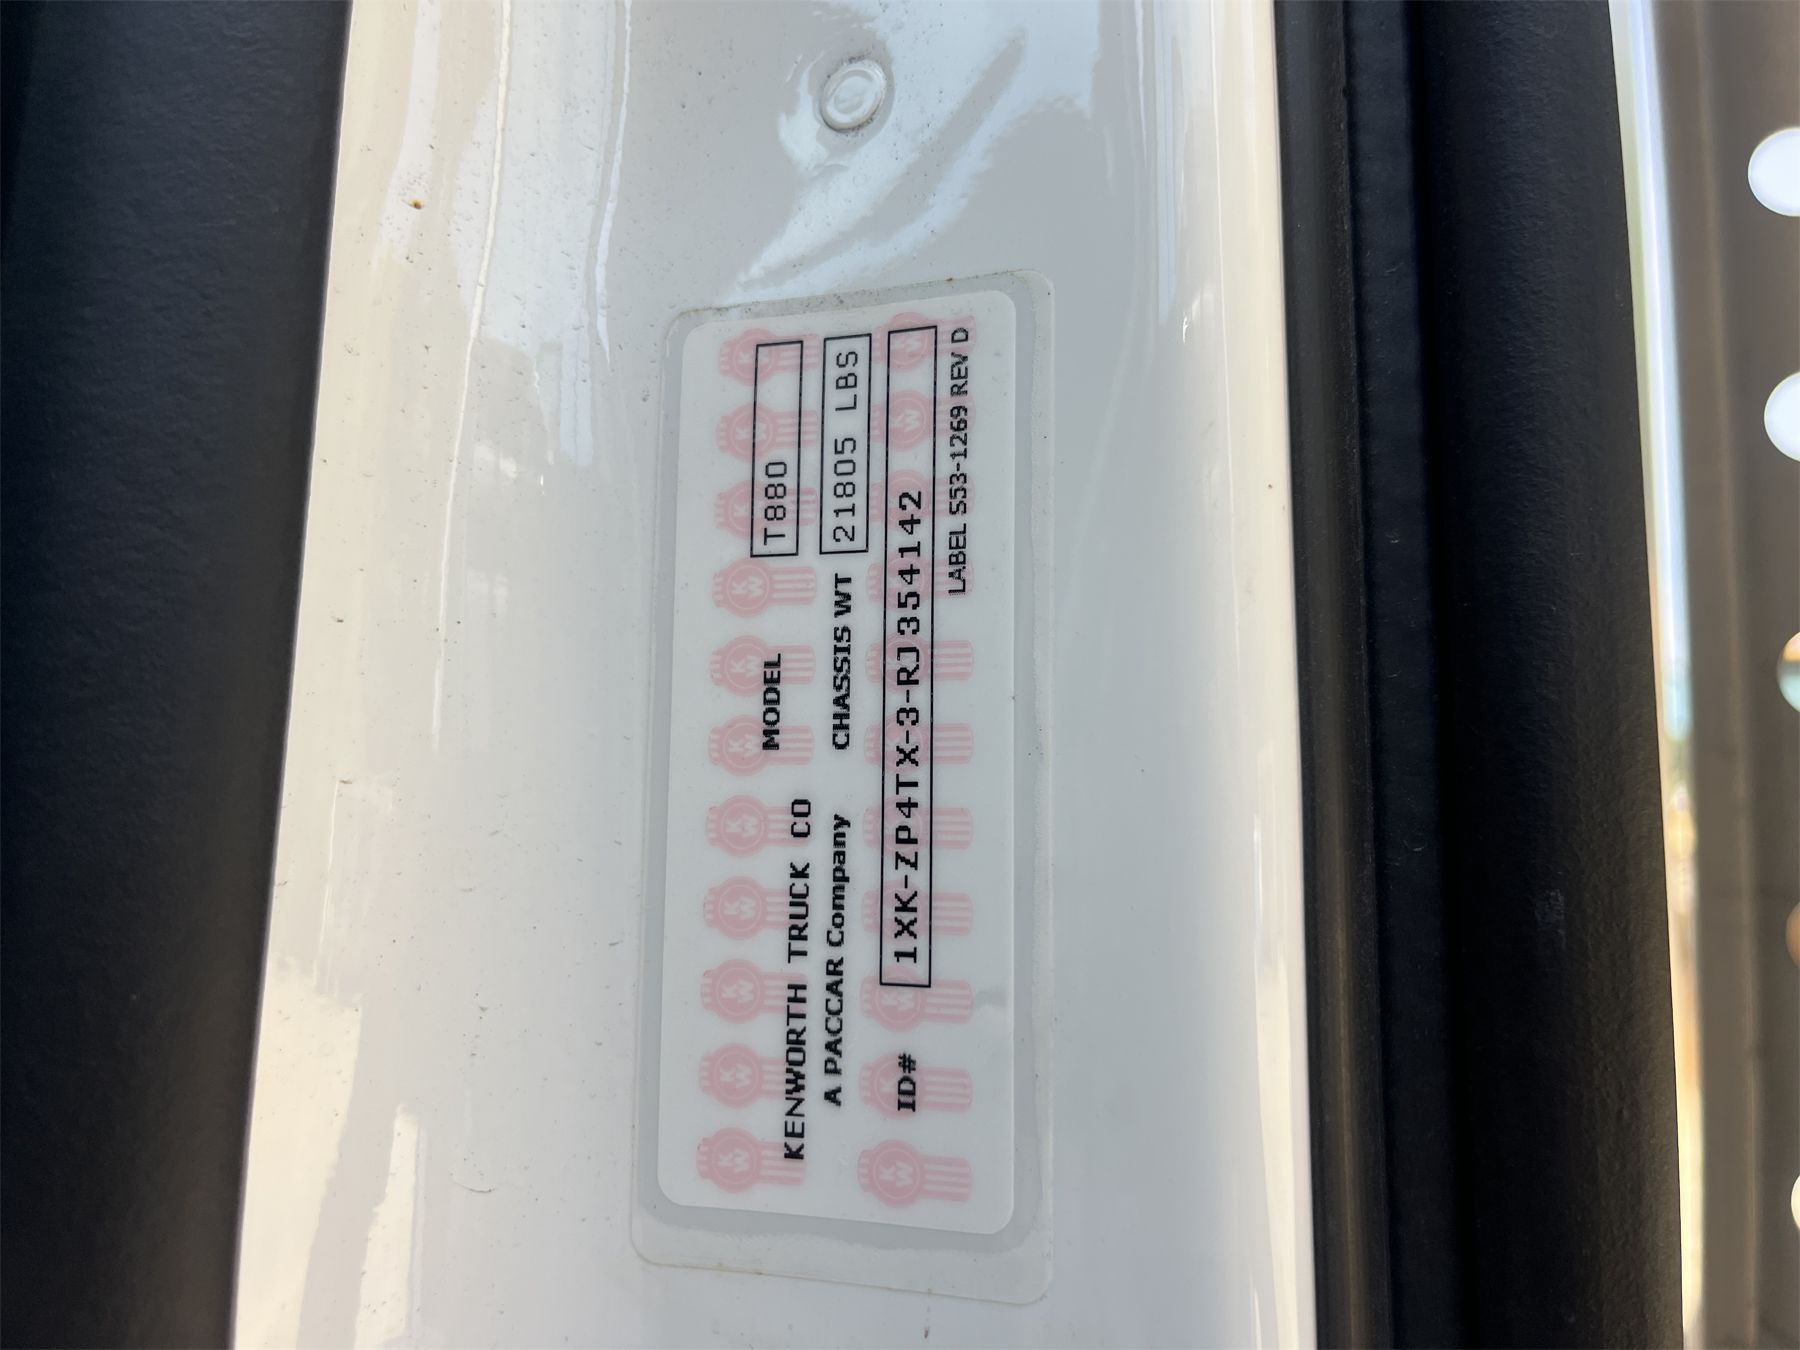 KENWORTH TRUCK CO
A PACCAR Company
MODEL T880
CHASSIS WT 21805 LBS
ID# 1XK-ZP4TX-3-RJ354142
LABEL S53-1269 REV D